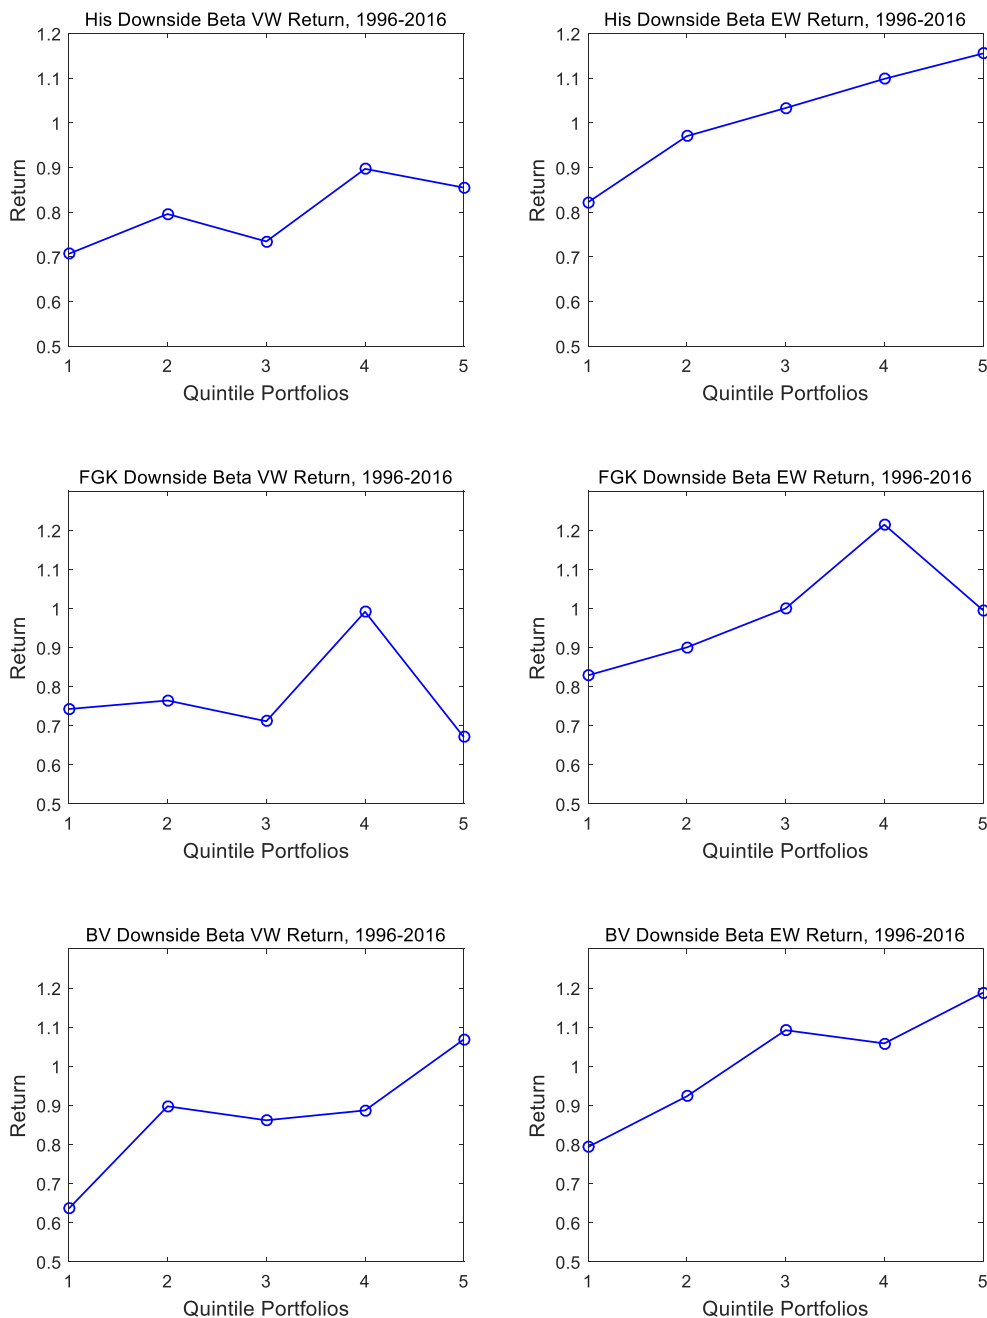 His Downside Beta VW Return, 1996-2016
1.2
1.1
1
0.9
0.8
0.7
0.6
0.5
Return
1 2 3 4 5
Quintile Portfolios
His Downside Beta EW Return, 1996-2016
1.2
1.1
1
0.9
0.8
0.7
0.6
0.5
Return
1 2 3 4 5
Quintile Portfolios
FGK Downside Beta VW Return, 1996-2016
1.2
1.1
1
0.9
0.8
0.7
0.6
0.5
Return
1 2 3 4 5
Quintile Portfolios
FGK Downside Beta EW Return, 1996-2016
1.2
1.1
1
0.9
0.8
0.7
0.6
0.5
Return
1 2 3 4 5
Quintile Portfolios
BV Downside Beta VW Return, 1996-2016
1.2
1.1
1
0.9
0.8
0.7
0.6
0.5
Return
1 2 3 4 5
Quintile Portfolios
BV Downside Beta EW Return, 1996-2016
1.2
1.1
1
0.9
0.8
0.7
0.6
0.5
Return
1 2 3 4 5
Quintile Portfolios